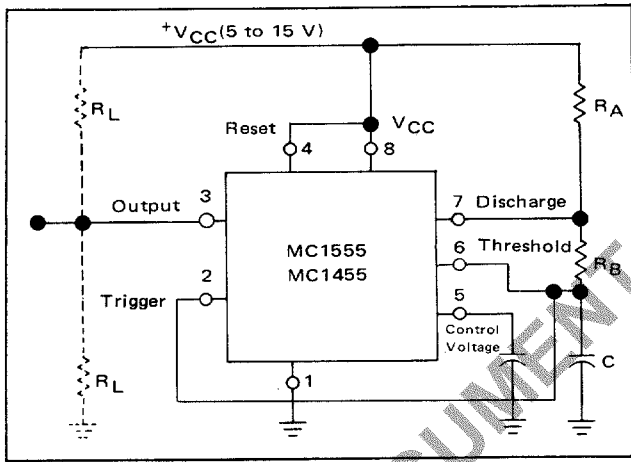 +VCC (5 to 15 V)
RL
RA
Reset
VCC
4
8
3
Output
7
Discharge
MC1555
MC1455
6
Threshold
RB
2
Trigger
5
Control
Voltage
C
1
RL
UMENT